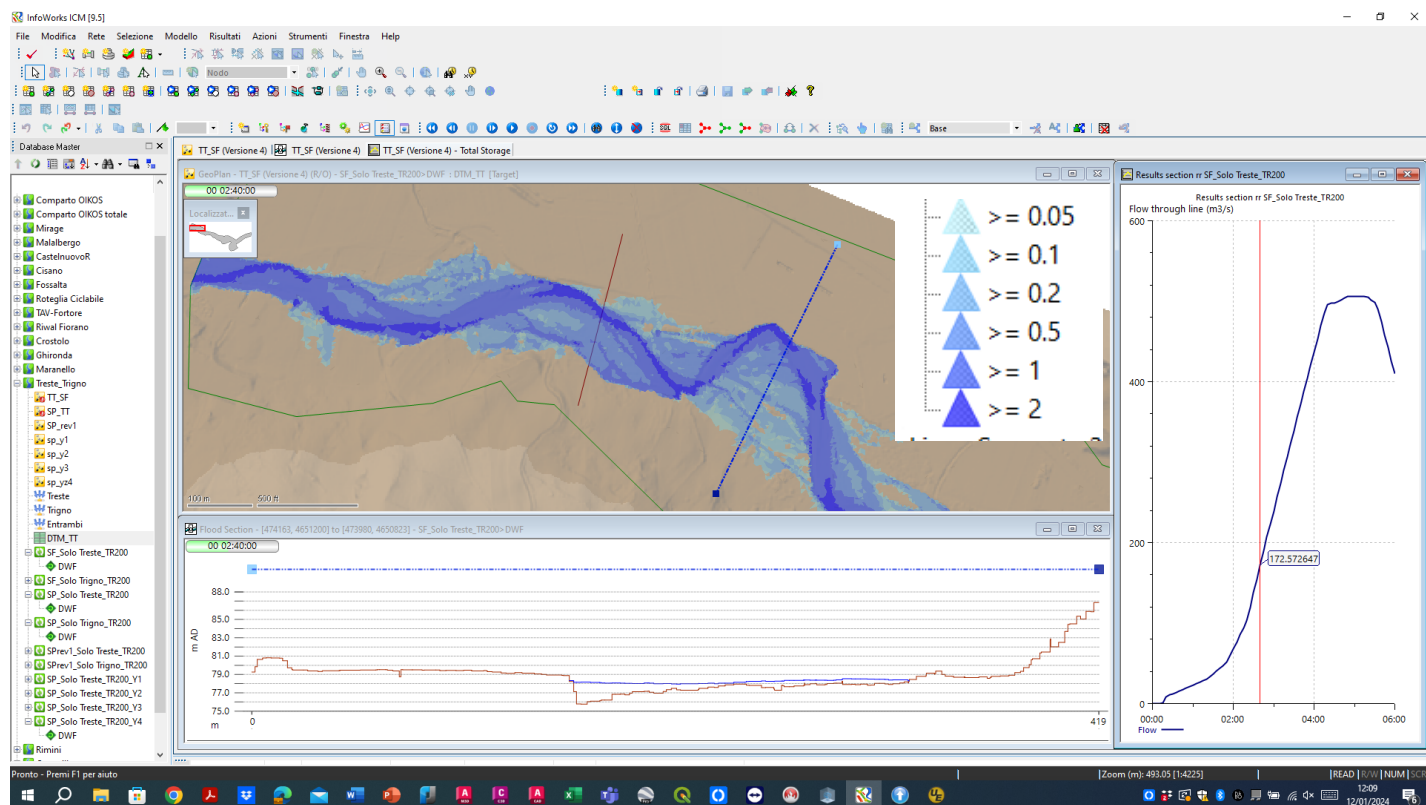 InfoWorks ICM [9.5]
File Modifica Rete Selezione Modello Risultati Azioni Strumenti Finestra Help
Nodo
Base
Database Master
TT_SF (Versione 4)
TT_SF (Versione 4)
TT_SF (Versione 4) - Total Storage
Comparto OIKOS
Comparto OIKOS totale
Mirage
Malalbergo
CastelnuovoR
Cisano
Fossalta
Roteglia Ciclabile
TAV-Fortore
Riwal Fiorano
Crostolo
Ghironda
Maranello
Treste_Trigno
TT_SF
SP_TT
SP_rev1
sp_y1
sp_y2
sp_y3
sp_yz4
Treste
Trigno
Entrambi
DTM_TT
SF_Solo Treste_TR200
DWF
SF_Solo Trigno_TR200
SP_Solo Treste_TR200
DWF
SP_Solo Trigno_TR200
DWF
SPrev1_Solo Treste_TR200
SPrev1_Solo Trigno_TR200
SP_Solo Treste_TR200_Y1
SP_Solo Treste_TR200_Y2
SP_Solo Treste_TR200_Y3
SP_Solo Treste_TR200_Y4
DWF
Rimini
GeoPlan - TT_SF (Versione 4) (R/O) - SF_Solo Treste_TR200>DWF : DTM_TT [Target]
00 02:40:00
Localizzat...
>= 0.05
>= 0.1
>= 0.2
>= 0.5
>= 1
>= 2
100 m
500 ft
Flood Section - [474163, 4651200] to [473980, 4650823] - SF_Solo Treste_TR200>DWF
00 02:40:00
m AD
88.0
85.0
83.0
81.0
79.0
77.0
75.0
m
0
419
Results section rr SF_Solo Treste_TR200
Results section rr SF_Solo Treste_TR200
Flow through line (m3/s)
600
400
200
0
172.572647
00:00
02:00
04:00
06:00
Flow
Pronto - Premi F1 per aiuto
Zoom (m): 493.05 [1:4225]
READ R/W NUM SCR
12:09
12/01/2024